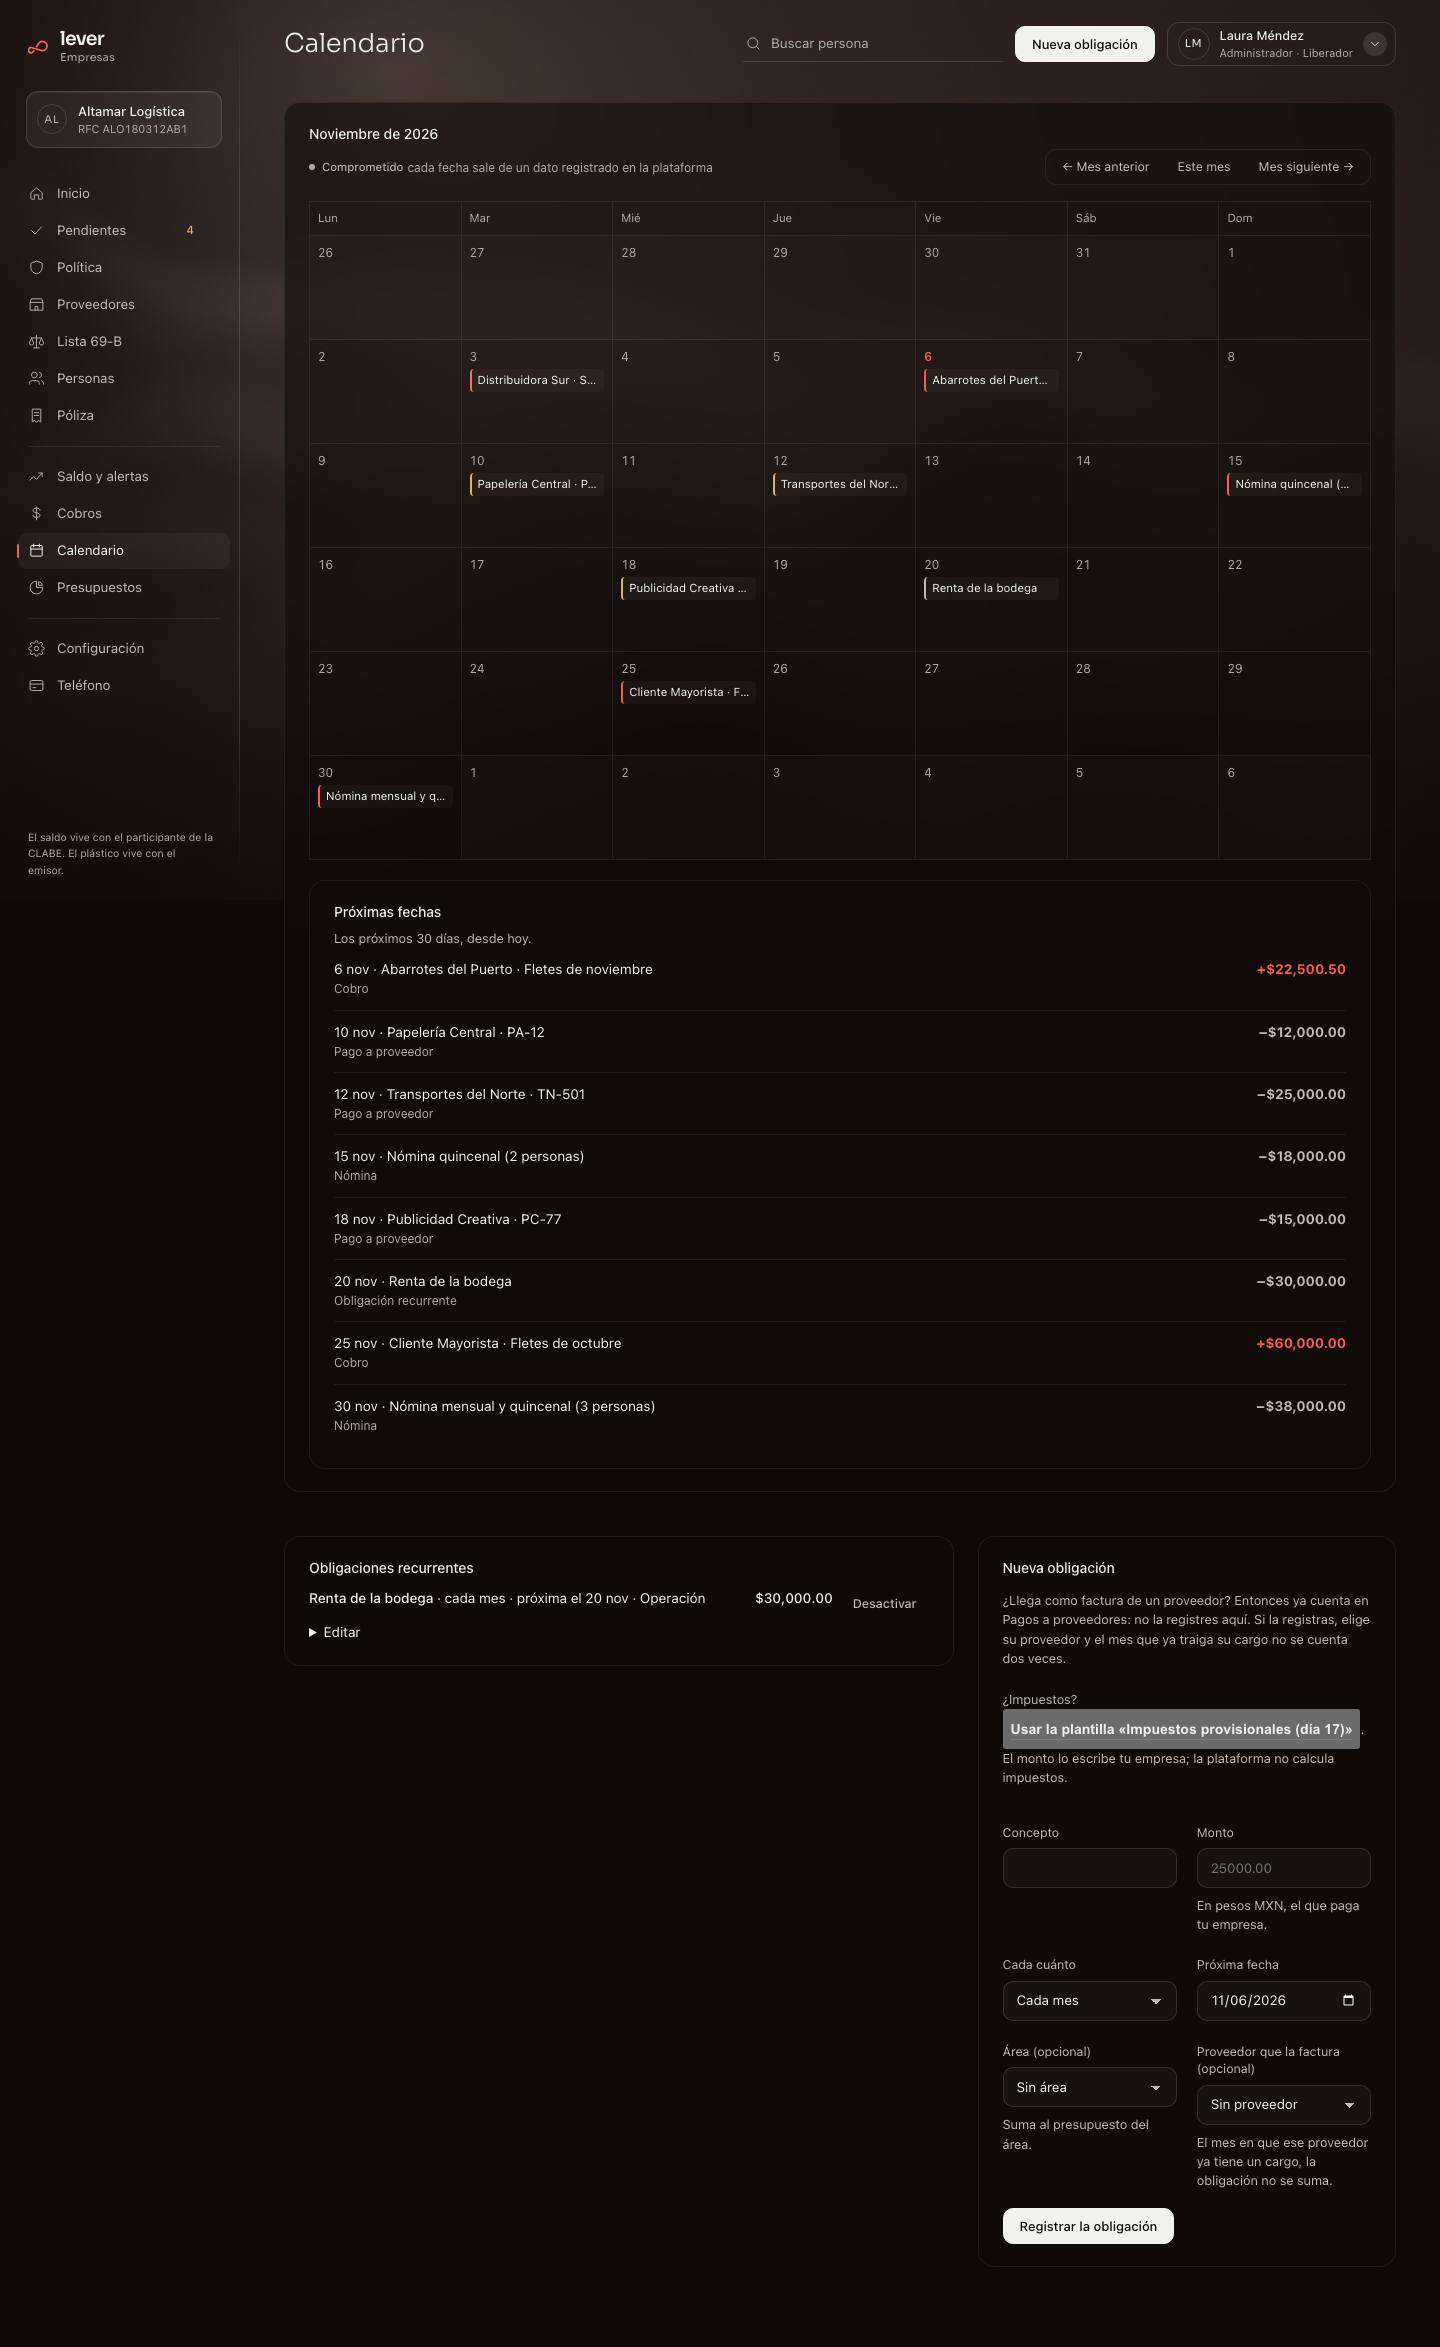 lever
Empresas
AL
Altamar Logística
RFC ALO180312AB1
Inicio
Pendientes 4
Política
Proveedores
Lista 69-B
Personas
Póliza
Saldo y alertas
Cobros
Calendario
Presupuestos
Configuración
Teléfono
El saldo vive con el participante de la
CLABE. El plástico vive con el
emisor.
Calendario
Buscar persona
Nueva obligación
LM
Laura Méndez
Administrador · Liberador
Noviembre de 2026
Comprometido cada fecha sale de un dato registrado en la plataforma
← Mes anterior Este mes Mes siguiente →
Lun Mar Mié Jue Vie Sáb Dom
26 27 28 29 30 31 1
2 3 4 5 6 7 8
Distribuidora Sur · S... Abarrotes del Puert...
9 10 11 12 13 14 15
Papelería Central · P... Transportes del Nor... Nómina quincenal (...
16 17 18 19 20 21 22
Publicidad Creativa ... Renta de la bodega
23 24 25 26 27 28 29
Cliente Mayorista · F...
30 1 2 3 4 5 6
Nómina mensual y q...
Próximas fechas
Los próximos 30 días, desde hoy.
6 nov · Abarrotes del Puerto · Fletes de noviembre +$22,500.50
Cobro
10 nov · Papelería Central · PA-12 −$12,000.00
Pago a proveedor
12 nov · Transportes del Norte · TN-501 −$25,000.00
Pago a proveedor
15 nov · Nómina quincenal (2 personas) −$18,000.00
Nómina
18 nov · Publicidad Creativa · PC-77 −$15,000.00
Pago a proveedor
20 nov · Renta de la bodega −$30,000.00
Obligación recurrente
25 nov · Cliente Mayorista · Fletes de octubre +$60,000.00
Cobro
30 nov · Nómina mensual y quincenal (3 personas) −$38,000.00
Nómina
Obligaciones recurrentes
Renta de la bodega · cada mes · próxima el 20 nov · Operación $30,000.00 Desactivar
▶ Editar
Nueva obligación
¿Llega como factura de un proveedor? Entonces ya cuenta en
Pagos a proveedores: no la registres aquí. Si la registras, elige
su proveedor y el mes que ya traiga su cargo no se cuenta
dos veces.
¿Impuestos?
Usar la plantilla «Impuestos provisionales (día 17)» .
El monto lo escribe tu empresa; la plataforma no calcula
impuestos.
Concepto Monto
25000.00
En pesos MXN, el que paga
tu empresa.
Cada cuánto Próxima fecha
Cada mes 11/06/2026
Área (opcional)
Sin área
Suma al presupuesto del
área.
Proveedor que la factura
(opcional)
Sin proveedor
El mes en que ese proveedor
ya tiene un cargo, la
obligación no se suma.
Registrar la obligación